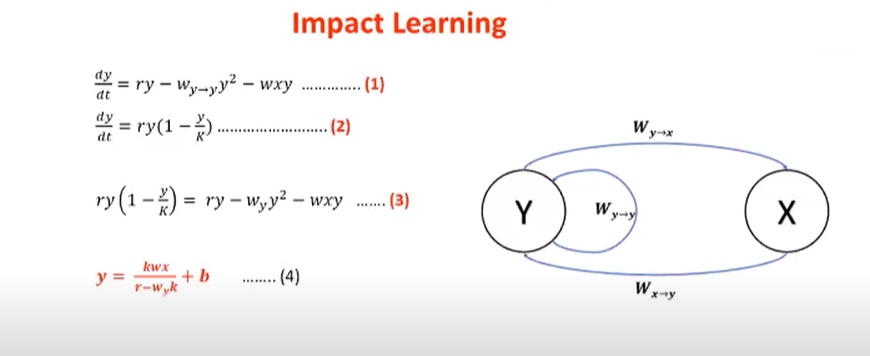 Impact Learning
dy/dt = ry − w_{y→y}y² − wxy .............. (1)
dy/dt = ry(1 − y/K) .......................... (2)
ry(1 − y/K) = ry − w_y y² − wxy ....... (3)
y = kwx/(r−w_y k) + b ........ (4)
W_{y→x}
Y
W_{y→y}
X
W_{x→y}